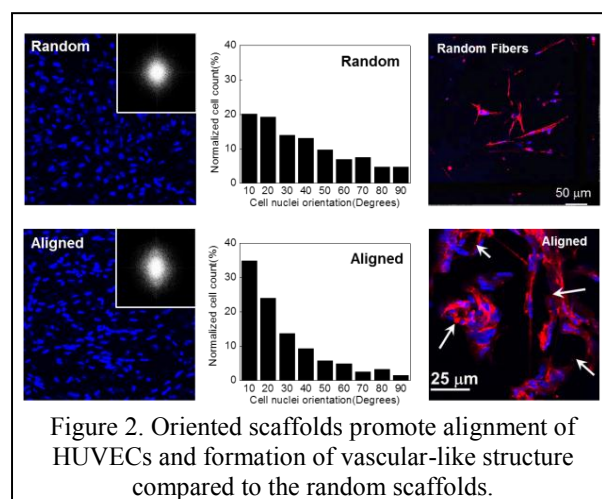 Random
40
30
20
10
0
Normalized cell count(%)
Random
10 20 30 40 50 60 70 80 90
Cell nuclei orientation(Degrees)
Random Fibers
50 μm
Aligned
40
30
20
10
0
Normalized cell count(%)
Aligned
10 20 30 40 50 60 70 80 90
Cell nuclei orientation(Degrees)
Aligned
25 μm
Figure 2. Oriented scaffolds promote alignment of
HUVECs and formation of vascular-like structure
compared to the random scaffolds.